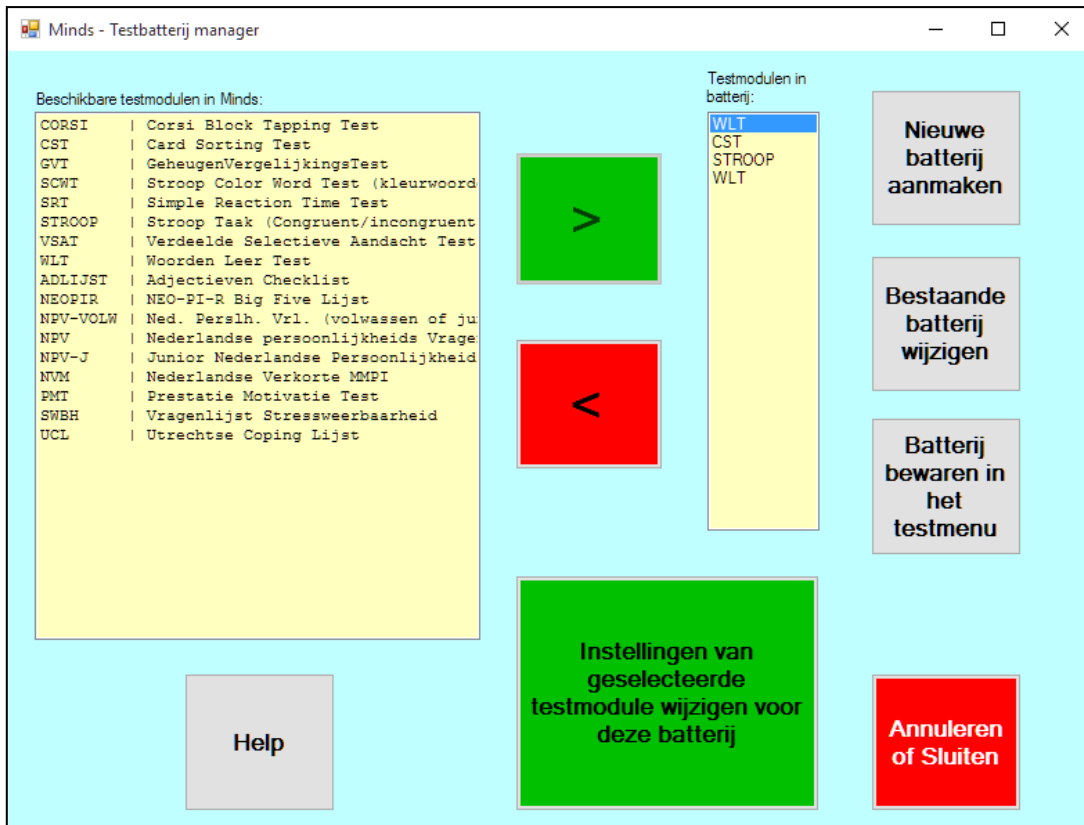 Minds - Testbatterij manager
Beschikbare testmodulen in Minds:
CORSI | Corsi Block Tapping Test
CST | Card Sorting Test
GVT | GeheugenVergelijkingsTest
SCWT | Stroop Color Word Test (kleurwoord
SRT | Simple Reaction Time Test
STROOP | Stroop Taak (Congruent/incongruent
VSAT | Verdeelde Selectieve Aandacht Test
WLT | Woorden Leer Test
ADLIJST | Adjectieven Checklist
NEOPIR | NEO-PI-R Big Five Lijst
NPV-VOLW | Ned. Perslh. Vrl. (volwassen of ju
NPV | Nederlandse persoonlijkheids Vrage
NPV-J | Junior Nederlandse Persoonlijkheid
NVM | Nederlandse Verkorte MMPI
PMT | Prestatie Motivatie Test
SWBH | Vragenlijst Stressweerbaarheid
UCL | Utrechtse Coping Lijst
>
<
Testmodulen in
batterij:
WLT
CST
STROOP
WLT
Nieuwe
batterij
aanmaken
Bestaande
batterij
wijzigen
Batterij
bewaren in
het
testmenu
Help
Instellingen van
geselecteerde
testmodule wijzigen voor
deze batterij
Annuleren
of Sluiten